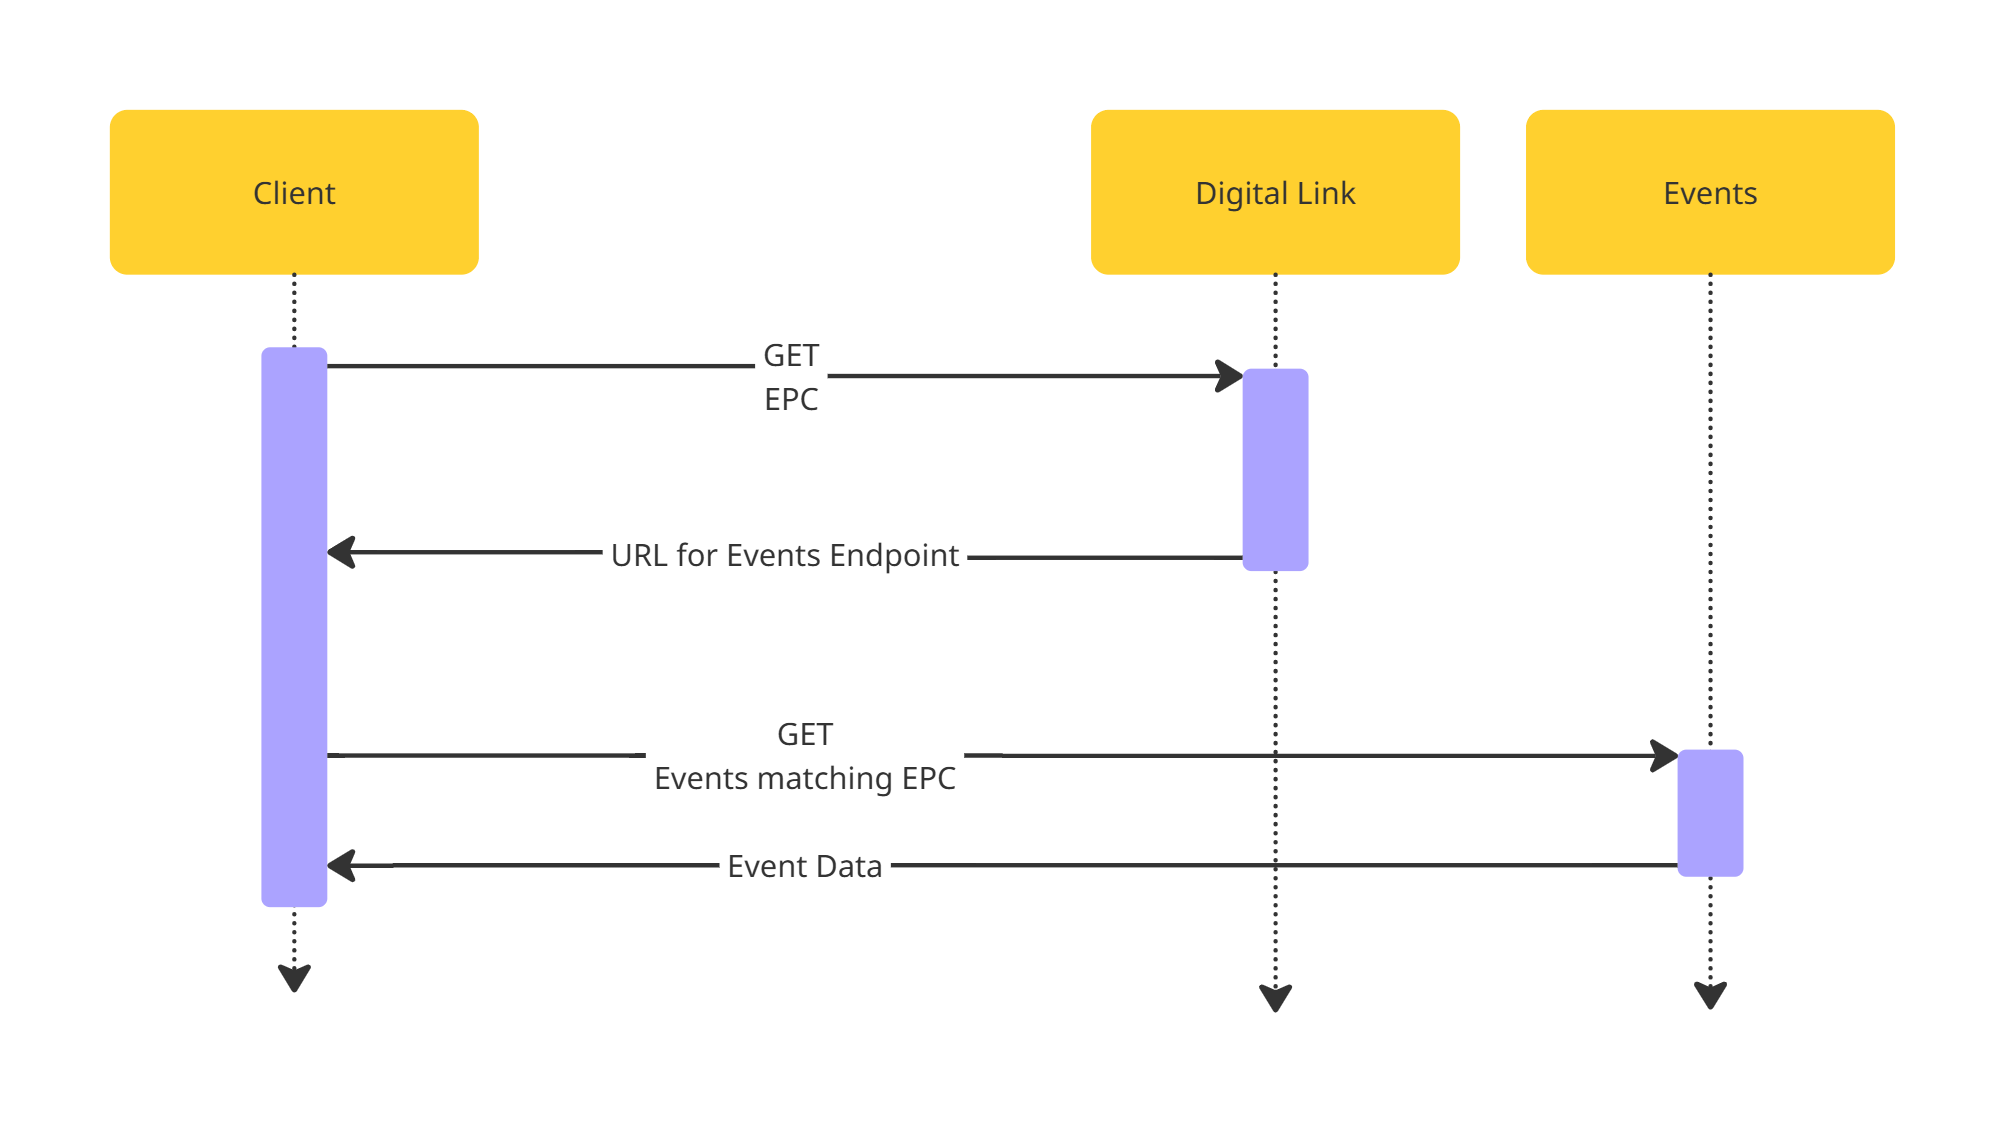 Client
Digital Link
Events
GET
EPC
URL for Events Endpoint
GET
Events matching EPC
Event Data